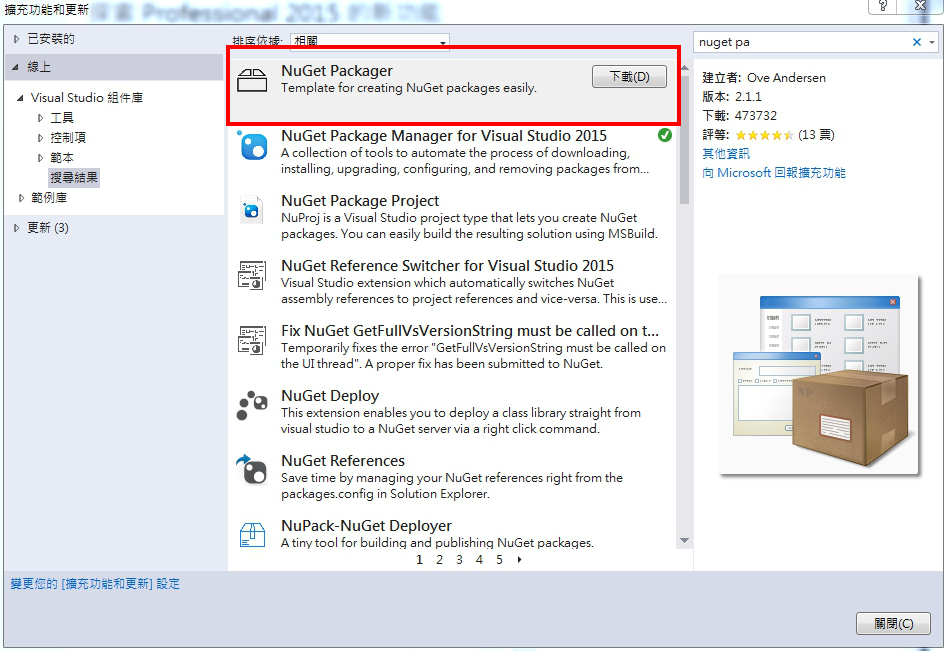 擴充功能和更新
探索 Professional 2015 的新功能
?
已安裝的
線上
Visual Studio 組件庫
工具
控制項
範本
搜尋結果
範例庫
更新 (3)
排序依據: 相關
NuGet Packager
下載(D)
Template for creating NuGet packages easily.
NuGet Package Manager for Visual Studio 2015
A collection of tools to automate the process of downloading,
installing, upgrading, configuring, and removing packages from...
NuGet Package Project
NuProj is a Visual Studio project type that lets you create NuGet
packages. You can easily build the resulting solution using MSBuild.
NuGet Reference Switcher for Visual Studio 2015
Visual Studio extension which automatically switches NuGet
assembly references to project references and vice-versa. This is use...
Fix NuGet GetFullVsVersionString must be called on t...
Temporarily fixes the error "GetFullVsVersionString must be called on
the UI thread". A proper fix has been submitted to NuGet.
NuGet Deploy
This extension enables you to deploy a class library straight from
visual studio to a NuGet server via a right click command.
NuGet References
Save time by managing your NuGet references right from the
packages.config in Solution Explorer.
NuPack-NuGet Deployer
A tiny tool for building and publishing NuGet packages.
1 2 3 4 5
nuget pa
建立者: Ove Andersen
版本: 2.1.1
下載: 473732
評等: (13 票)
其他資訊
向 Microsoft 回報擴充功能
XP
變更您的 [擴充功能和更新] 設定
關閉(C)